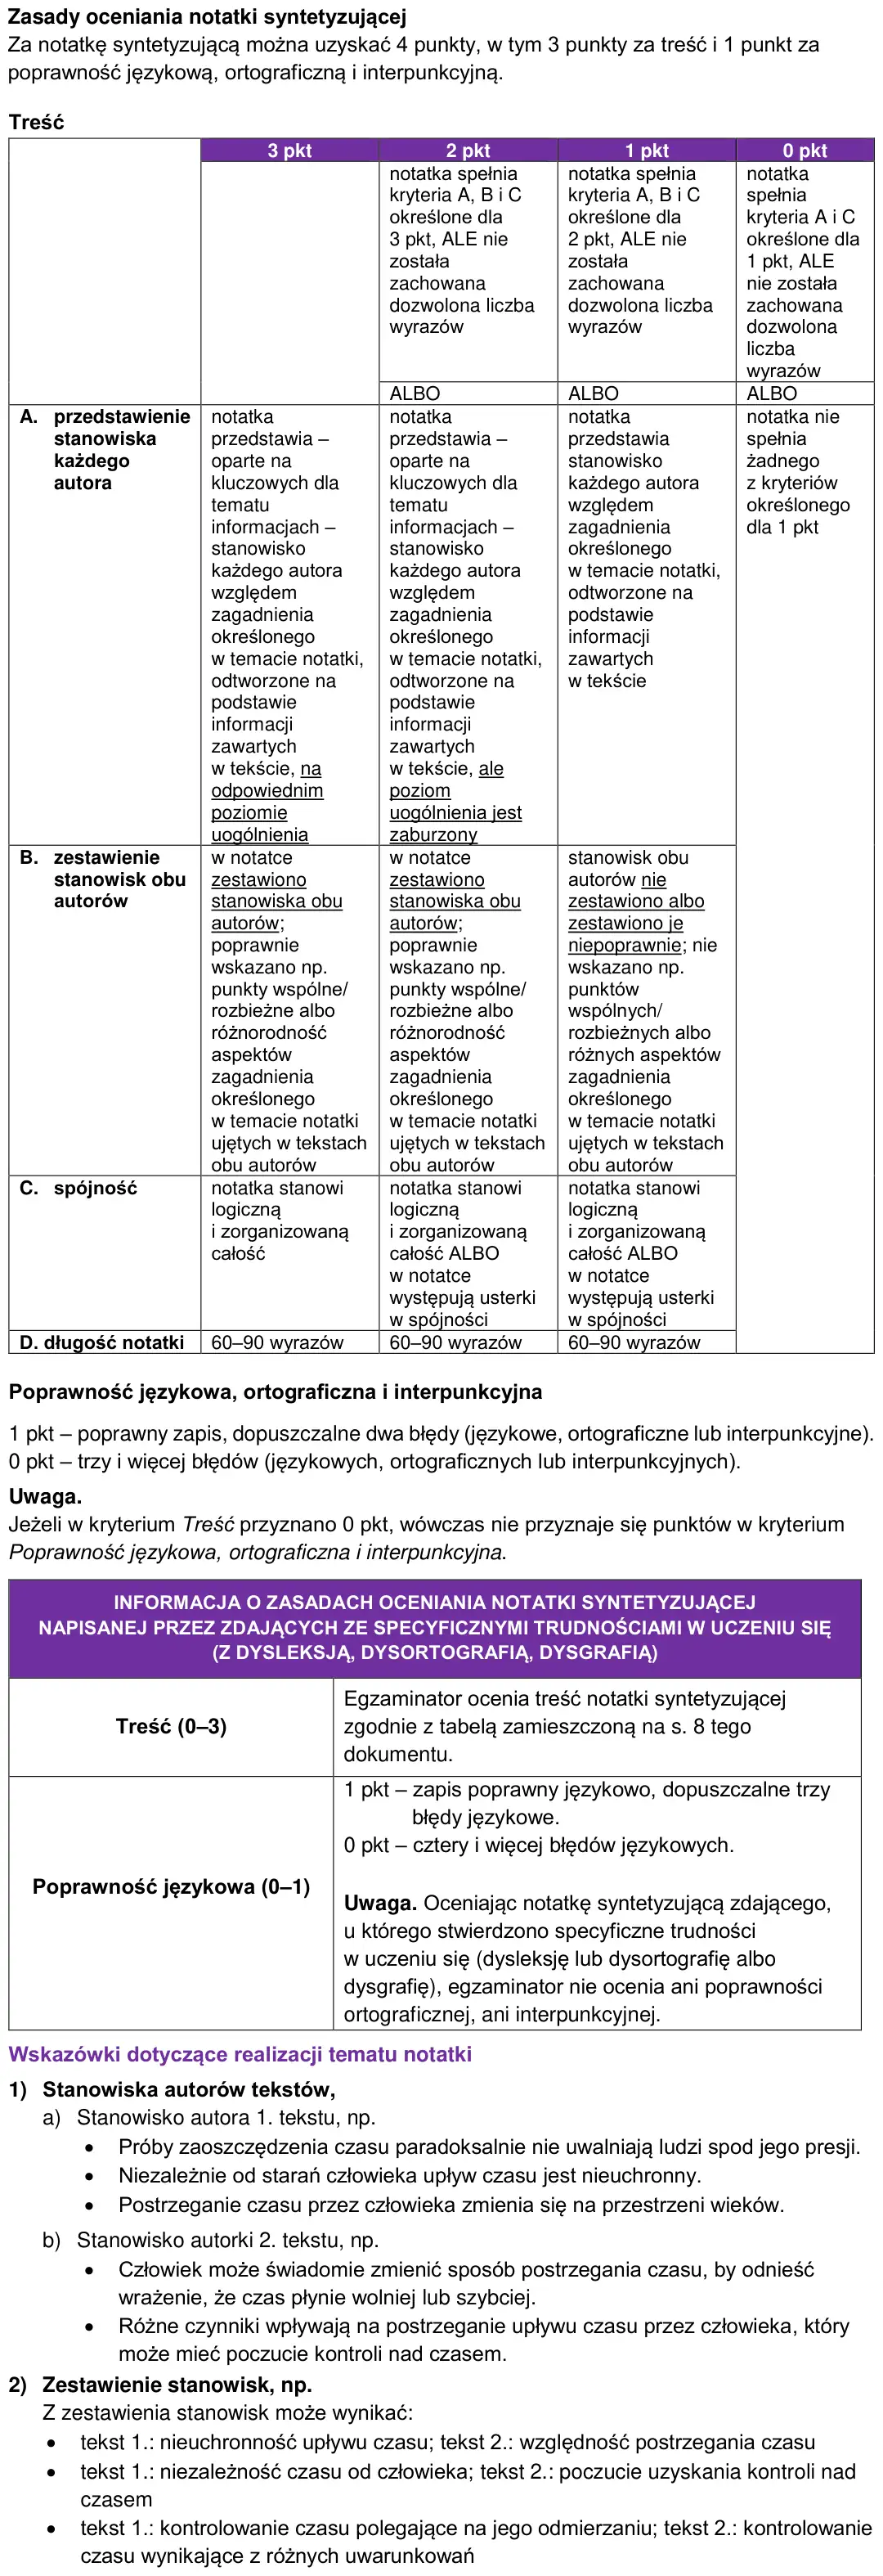 Zasady oceniania notatki syntetyzującej
Za notatkę syntetyzującą można uzyskać 4 punkty, w tym 3 punkty za treść i 1 punkt za
poprawność językową, ortograficzną i interpunkcyjną.
Treść
3 pkt
2 pkt
1 pkt
0 pkt
notatka spełnia
kryteria A, B i C
określone dla
3 pkt, ALE nie
została
zachowana
dozwolona liczba
wyrazów
notatka spełnia
kryteria A, B i C
określone dla
2 pkt, ALE nie
została
zachowana
dozwolona liczba
wyrazów
notatka
spełnia
kryteria A i C
określone dla
1 pkt, ALE
nie została
zachowana
dozwolona
liczba
wyrazów
ALBO
ALBO
ALBO
A. przedstawienie
stanowiska
każdego
autora
notatka
przedstawia –
oparte na
kluczowych dla
tematu
informacjach –
stanowisko
każdego autora
względem
zagadnienia
określonego
w temacie notatki,
odtworzone na
podstawie
informacji
zawartych
w tekście, na
odpowiednim
poziomie
uogólnienia
notatka
przedstawia –
oparte na
kluczowych dla
tematu
informacjach –
stanowisko
każdego autora
względem
zagadnienia
określonego
w temacie notatki,
odtworzone na
podstawie
informacji
zawartych
w tekście, ale
poziom
uogólnienia jest
zaburzony
notatka
przedstawia
stanowisko
każdego autora
względem
zagadnienia
określonego
w temacie notatki,
odtworzone na
podstawie
informacji
zawartych
w tekście
notatka nie
spełnia
żadnego
z kryteriów
określonego
dla 1 pkt
B. zestawienie
stanowisk obu
autorów
w notatce
zestawiono
stanowiska obu
autorów;
poprawnie
wskazano np.
punkty wspólne/
rozbieżne albo
różnorodność
aspektów
zagadnienia
określonego
w temacie notatki
ujętych w tekstach
obu autorów
w notatce
zestawiono
stanowiska obu
autorów;
poprawnie
wskazano np.
punkty wspólne/
rozbieżne albo
różnorodność
aspektów
zagadnienia
określonego
w temacie notatki
ujętych w tekstach
obu autorów
stanowisk obu
autorów nie
zestawiono albo
zestawiono je
niepoprawnie; nie
wskazano np.
punktów
wspólnych/
rozbieżnych albo
różnych aspektów
zagadnienia
określonego
w temacie notatki
ujętych w tekstach
obu autorów
C. spójność
notatka stanowi
logiczną
i zorganizowaną
całość
notatka stanowi
logiczną
i zorganizowaną
całość ALBO
w notatce
występują usterki
w spójności
notatka stanowi
logiczną
i zorganizowaną
całość ALBO
w notatce
występują usterki
w spójności
D. długość notatki
60–90 wyrazów
60–90 wyrazów
60–90 wyrazów
Poprawność językowa, ortograficzna i interpunkcyjna
1 pkt – poprawny zapis, dopuszczalne dwa błędy (językowe, ortograficzne lub interpunkcyjne).
0 pkt – trzy i więcej błędów (językowych, ortograficznych lub interpunkcyjnych).
Uwaga.
Jeżeli w kryterium Treść przyznano 0 pkt, wówczas nie przyznaje się punktów w kryterium
Poprawność językowa, ortograficzna i interpunkcyjna.
INFORMACJA O ZASADACH OCENIANIA NOTATKI SYNTETYZUJĄCEJ
NAPISANEJ PRZEZ ZDAJĄCYCH ZE SPECYFICZNYMI TRUDNOŚCIAMI W UCZENIU SIĘ
(Z DYSLEKSJĄ, DYSORTOGRAFIĄ, DYSGRAFIĄ)
Treść (0–3)
Egzaminator ocenia treść notatki syntetyzującej
zgodnie z tabelą zamieszczoną na s. 8 tego
dokumentu.
Poprawność językowa (0–1)
1 pkt – zapis poprawny językowo, dopuszczalne trzy
błędy językowe.
0 pkt – cztery i więcej błędów językowych.
Uwaga. Oceniając notatkę syntetyzującą zdającego,
u którego stwierdzono specyficzne trudności
w uczeniu się (dysleksję lub dysortografię albo
dysgrafię), egzaminator nie ocenia ani poprawności
ortograficznej, ani interpunkcyjnej.
Wskazówki dotyczące realizacji tematu notatki
1) Stanowiska autorów tekstów,
a) Stanowisko autora 1. tekstu, np.
• Próby zaoszczędzenia czasu paradoksalnie nie uwalniają ludzi spod jego presji.
• Niezależnie od starań człowieka upływ czasu jest nieuchronny.
• Postrzeganie czasu przez człowieka zmienia się na przestrzeni wieków.
b) Stanowisko autorki 2. tekstu, np.
• Człowiek może świadomie zmienić sposób postrzegania czasu, by odnieść
wrażenie, że czas płynie wolniej lub szybciej.
• Różne czynniki wpływają na postrzeganie upływu czasu przez człowieka, który
może mieć poczucie kontroli nad czasem.
2) Zestawienie stanowisk, np.
Z zestawienia stanowisk może wynikać:
• tekst 1.: nieuchronność upływu czasu; tekst 2.: względność postrzegania czasu
• tekst 1.: niezależność czasu od człowieka; tekst 2.: poczucie uzyskania kontroli nad
czasem
• tekst 1.: kontrolowanie czasu polegające na jego odmierzaniu; tekst 2.: kontrolowanie
czasu wynikające z różnych uwarunkowań